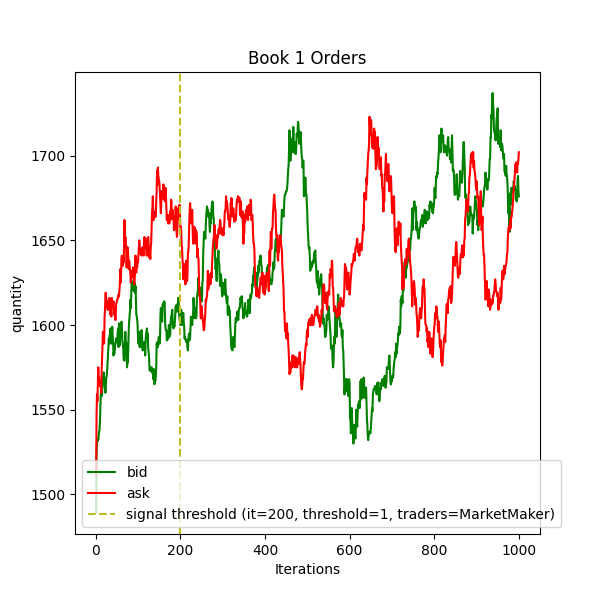 Book 1 Orders
quantity
1700
1650
1600
1550
1500
bid
ask
signal threshold (it=200, threshold=1, traders=MarketMaker)
0 200 400 600 800 1000
Iterations